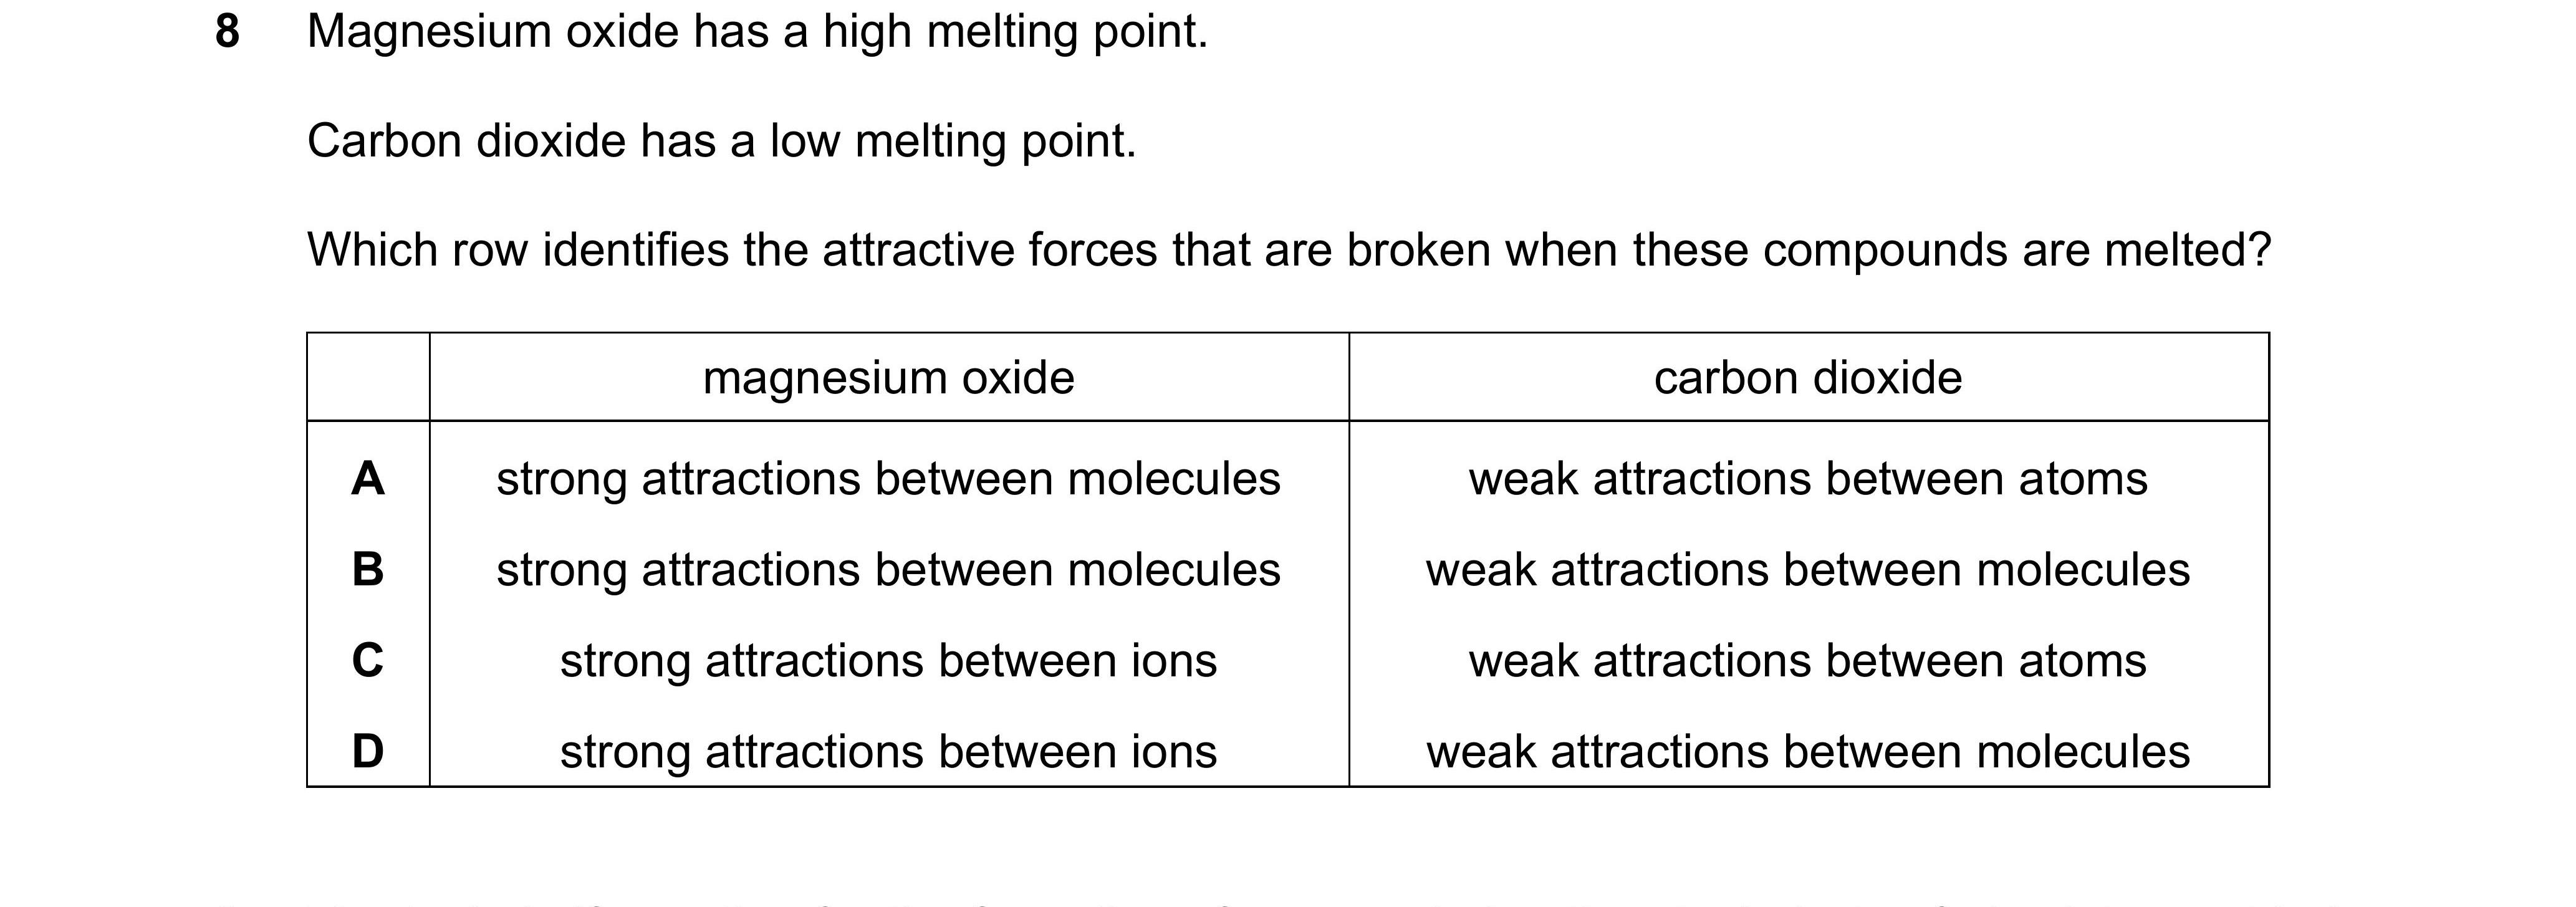 8 Magnesium oxide has a high melting point.
Carbon dioxide has a low melting point.
Which row identifies the attractive forces that are broken when these compounds are melted?
magnesium oxide carbon dioxide
A strong attractions between molecules weak attractions between atoms
B strong attractions between molecules weak attractions between molecules
C strong attractions between ions weak attractions between atoms
D strong attractions between ions weak attractions between molecules